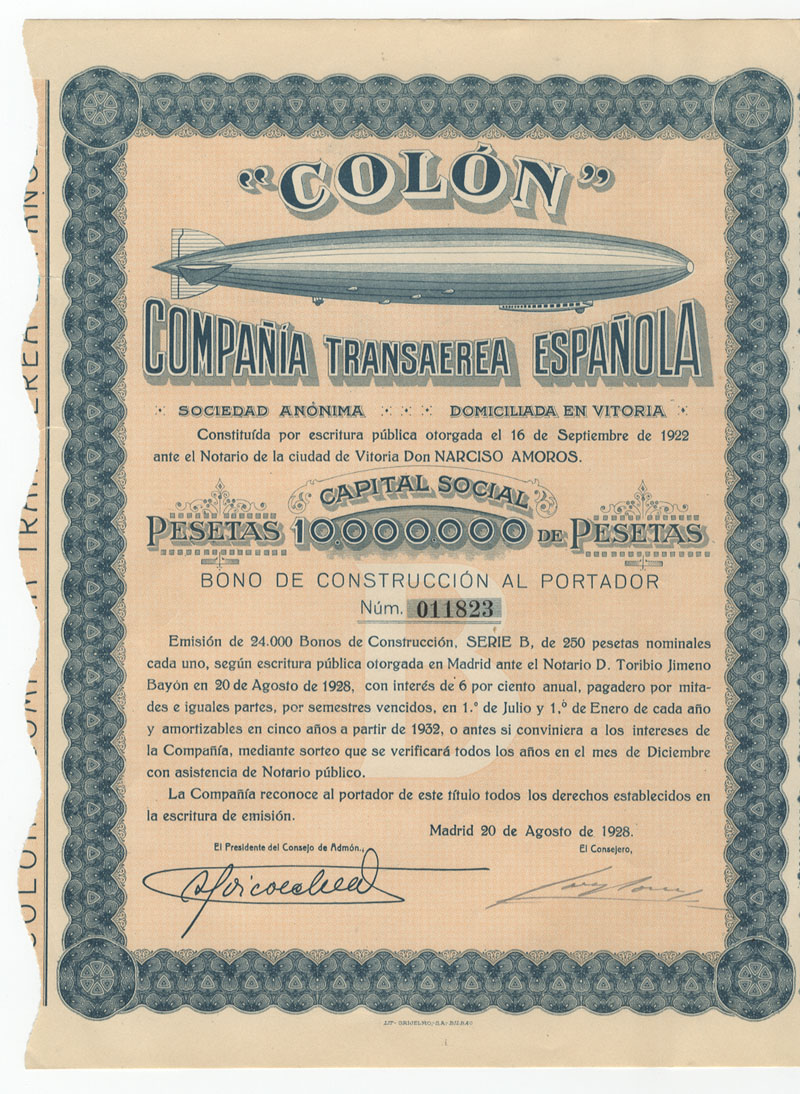 "COLÓN"
COMPAÑÍA TRANSAEREA ESPAÑOLA
SOCIEDAD ANÓNIMA DOMICILIADA EN VITORIA
Constituída por escritura pública otorgada el 16 de Septiembre de 1922
ante el Notario de la ciudad de Vitoria Don NARCISO AMOROS.
CAPITAL SOCIAL
PESETAS 10.000.000 DE PESETAS
BONO DE CONSTRUCCIÓN AL PORTADOR
Núm. 011823
B
Emisión de 24.000 Bonos de Construcción, SERIE B, de 250 pesetas nominales
cada uno, según escritura pública otorgada en Madrid ante el Notario D. Toribio Jimeno
Bayón en 20 de Agosto de 1928, con interés de 6 por ciento anual, pagadero por mita-
des e iguales partes, por semestres vencidos, en 1.º de Julio y 1.º de Enero de cada año
y amortizables en cinco años a partir de 1932, o antes si conviniera a los intereses de
la Compañía, mediante sorteo que se verificará todos los años en el mes de Diciembre
con asistencia de Notario público.
La Compañía reconoce al portador de este título todos los derechos establecidos en
la escritura de emisión.
Madrid 20 de Agosto de 1928.
El Presidente del Consejo de Admón., El Consejero,
LIT- GRIJELMO, S.A.-BILBAO